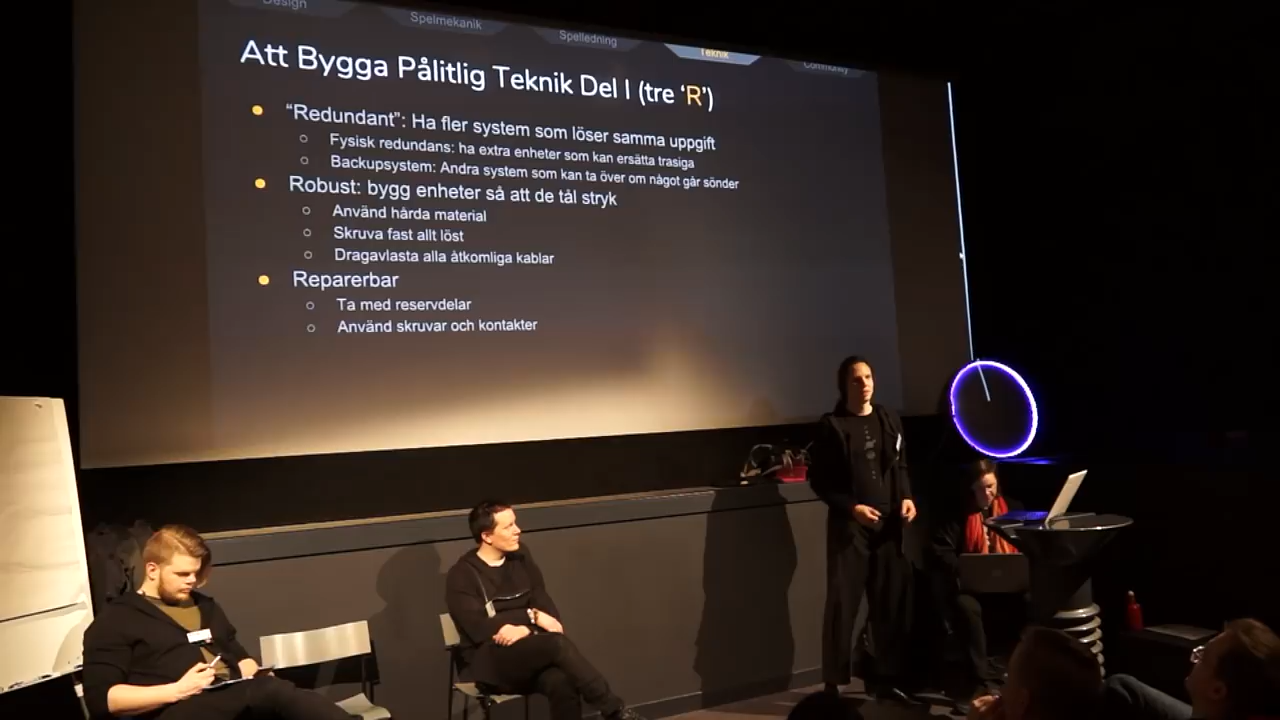 Design
Spelmekanik
Spelledning
Teknik
Community
Att Bygga Pålitlig Teknik Del I (tre ‘R’)
“Redundant”: Ha fler system som löser samma uppgift
Fysisk redundans: ha extra enheter som kan ersätta trasiga
Backupsystem: Andra system som kan ta över om något går sönder
Robust: bygg enheter så att de tål stryk
Använd hårda material
Skruva fast allt löst
Dragavlasta alla åtkomliga kablar
Reparerbar
Ta med reservdelar
Använd skruvar och kontakter